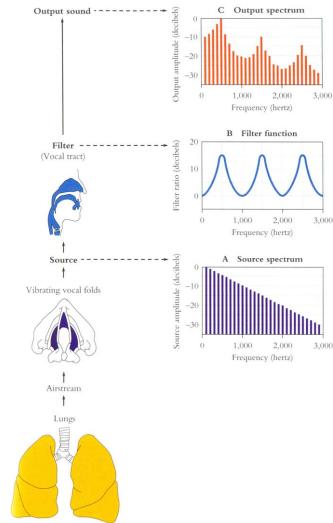 Output sound
C Output spectrum
Output amplitude (decibels)
0
−10
−20
−30
0 1,000 2,000 3,000
Frequency (hertz)
Filter
(Vocal tract)
B Filter function
Filter ratio (decibels)
20
10
0
0 1,000 2,000 3,000
Frequency (hertz)
Source
A Source spectrum
Source amplitude (decibels)
0
−10
−20
−30
0 1,000 2,000 3,000
Frequency (hertz)
Vibrating vocal folds
Airstream
Lungs